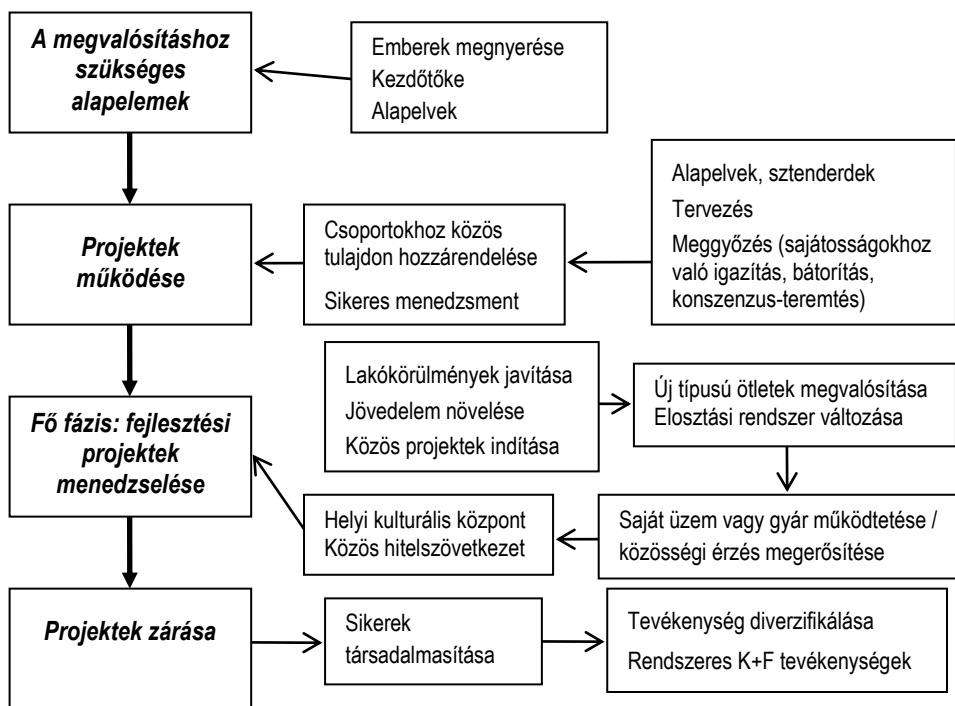 A megvalósításhoz
szükséges
alapelemek
Emberek megnyerése
Kezdőtőke
Alapelvek
Projektek
működése
Csoportokhoz közös
tulajdon hozzárendelése
Sikeres menedzsment
Alapelvek, sztenderdek
Tervezés
Meggyőzés (sajátosságokhoz
való igazítás, bátorítás,
konszenzus-teremtés)
Fő fázis: fejlesztési
projektek
menedzselése
Lakókörülmények javítása
Jövedelem növelése
Közös projektek indítása
Új típusú ötletek megvalósítása
Elosztási rendszer változása
Helyi kulturális központ
Közös hitelszövetkezet
Saját üzem vagy gyár működtetése /
közösségi érzés megerősítése
Projektek zárása
Sikerek
társadalmasítása
Tevékenység diverzifikálása
Rendszeres K+F tevékenységek